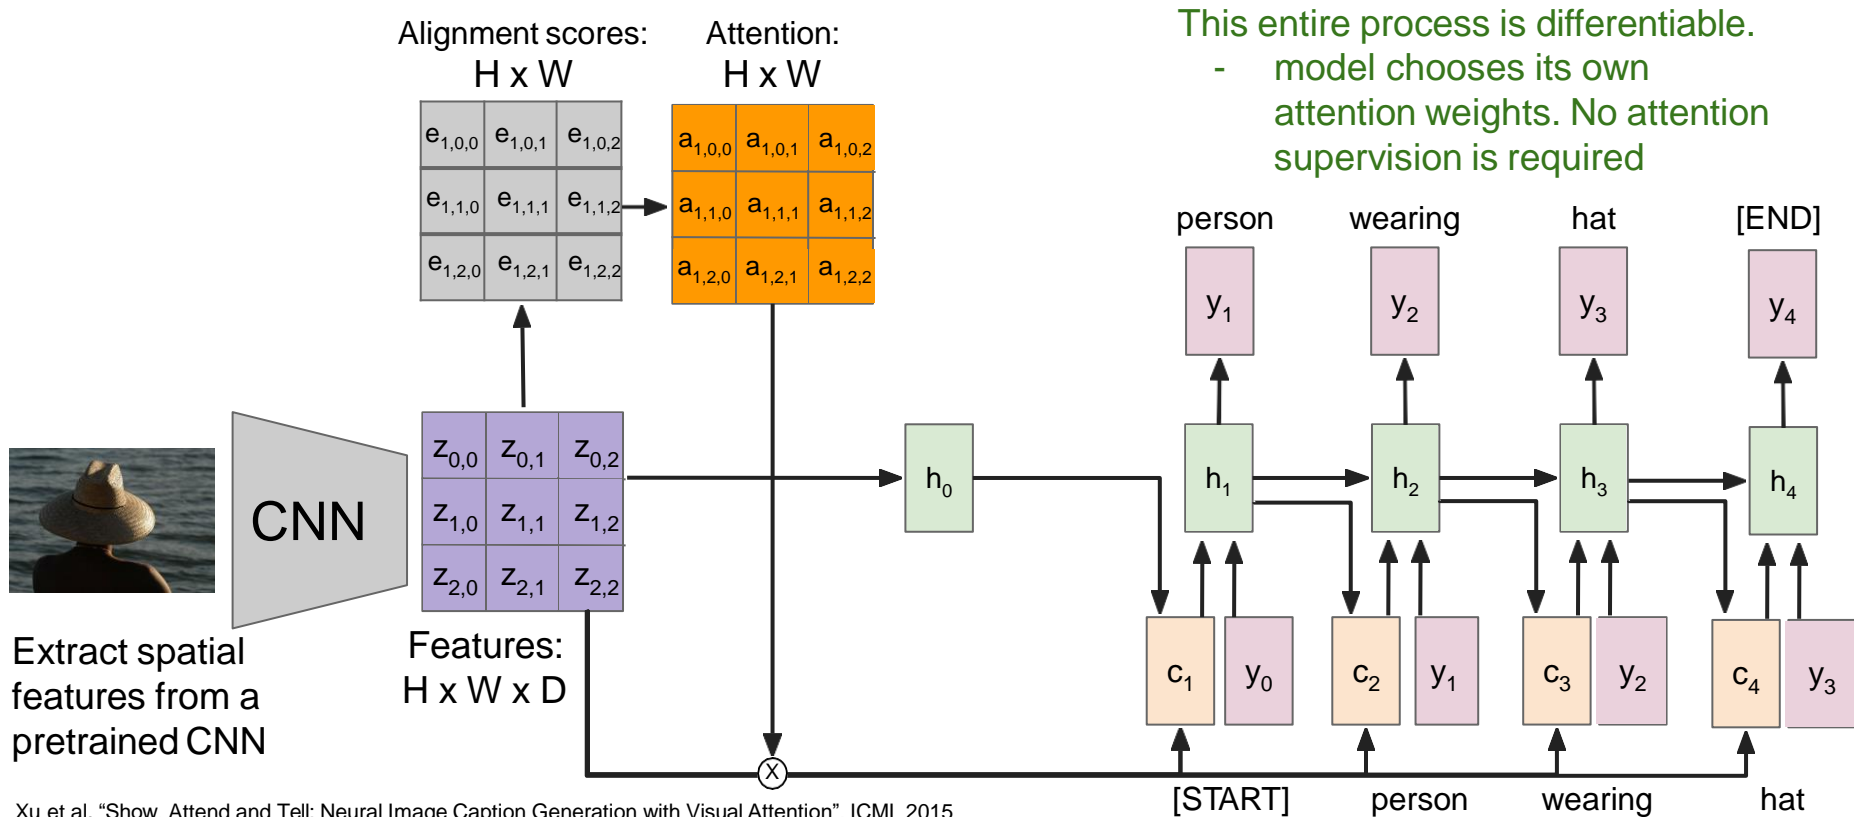 Alignment scores:
H x W
Attention:
H x W
This entire process is differentiable.
- model chooses its own
attention weights. No attention
supervision is required
e1,0,0 e1,0,1 e1,0,2
e1,1,0 e1,1,1 e1,1,2
e1,2,0 e1,2,1 e1,2,2
a1,0,0 a1,0,1 a1,0,2
a1,1,0 a1,1,1 a1,1,2
a1,2,0 a1,2,1 a1,2,2
person wearing hat [END]
y1 y2 y3 y4
CNN
z0,0 z0,1 z0,2
z1,0 z1,1 z1,2
z2,0 z2,1 z2,2
h0 h1 h2 h3 h4
Extract spatial
features from a
pretrained CNN
Features:
H x W x D
c1 y0 c2 y1 c3 y2 c4 y3
X
[START] person wearing hat
Xu et al, “Show, Attend and Tell: Neural Image Caption Generation with Visual Attention”, ICML 2015